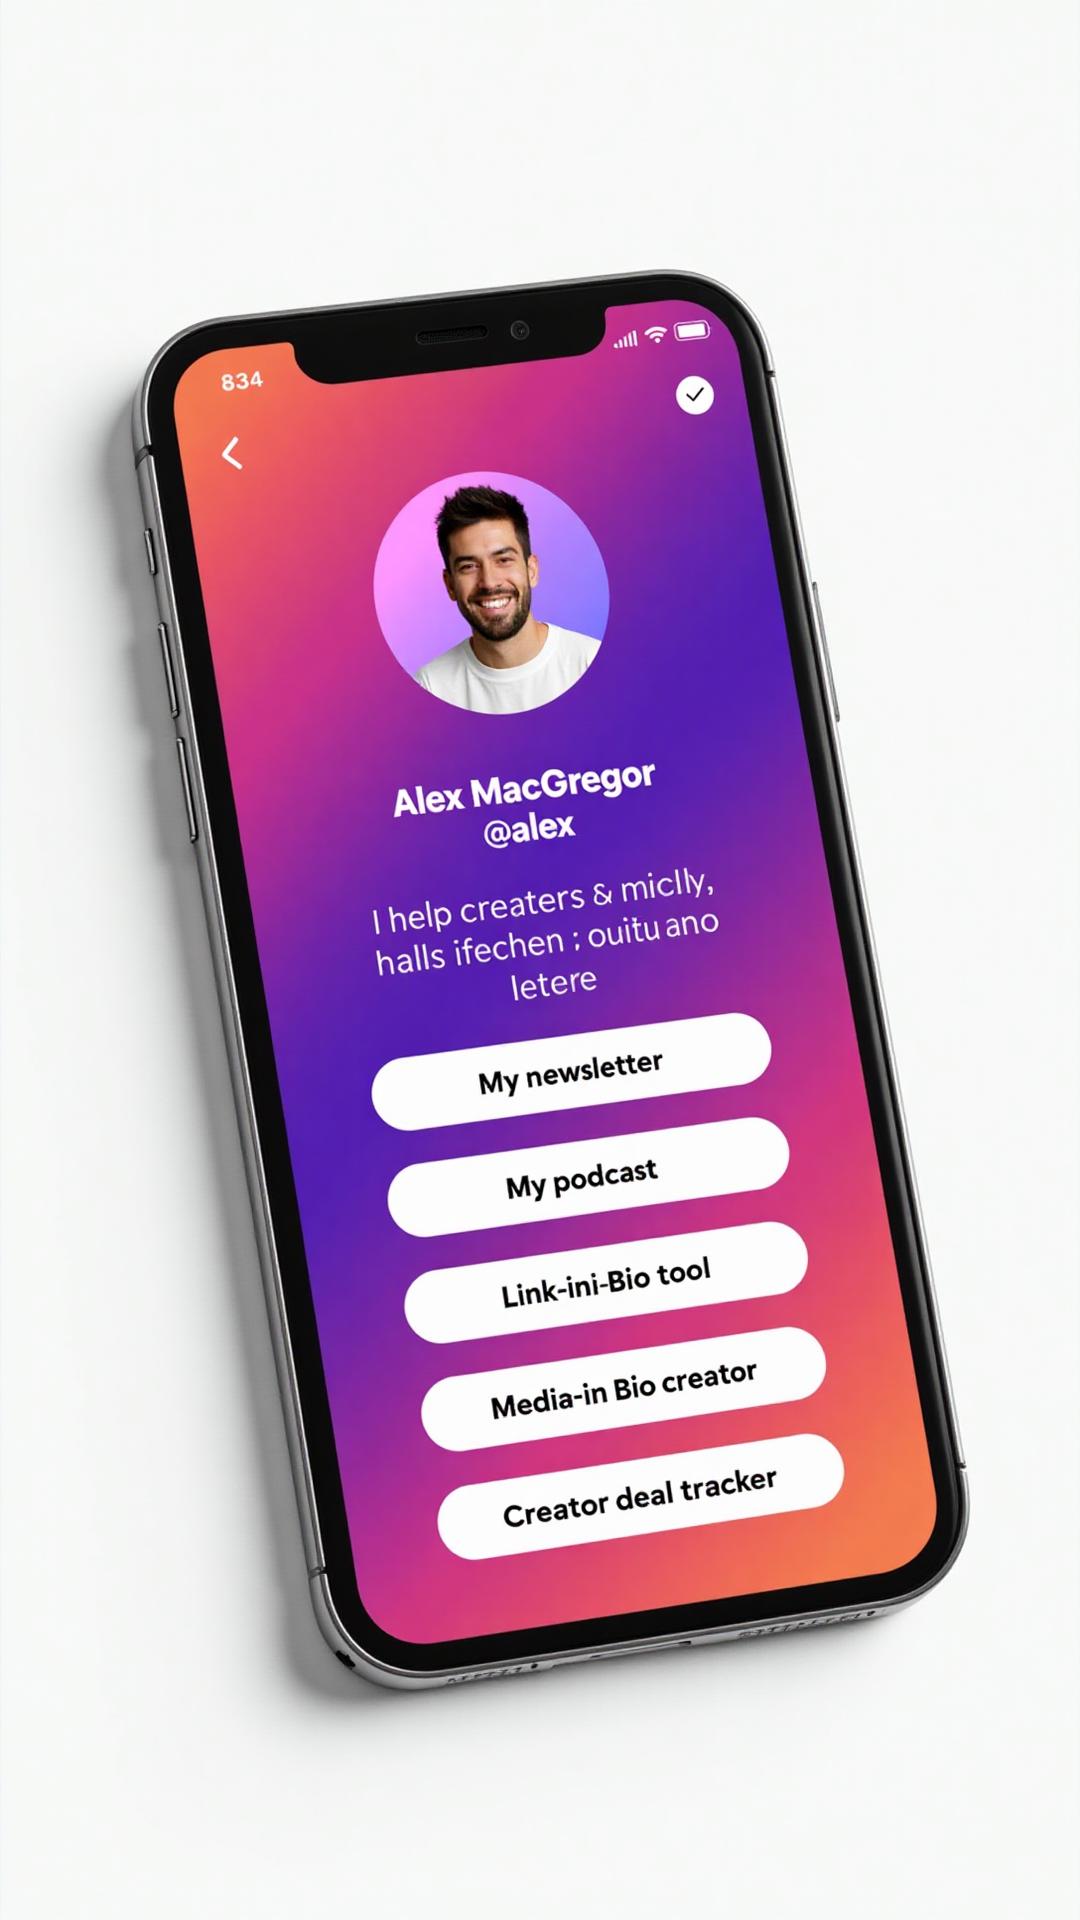 834
Alex MacGregor
@alex
I help creaters & miclly,
halls ifechen ; ouitu ano
letere
My newsletter
My podcast
Link-ini-Bio tool
Media-in Bio creator
Creator deal tracker